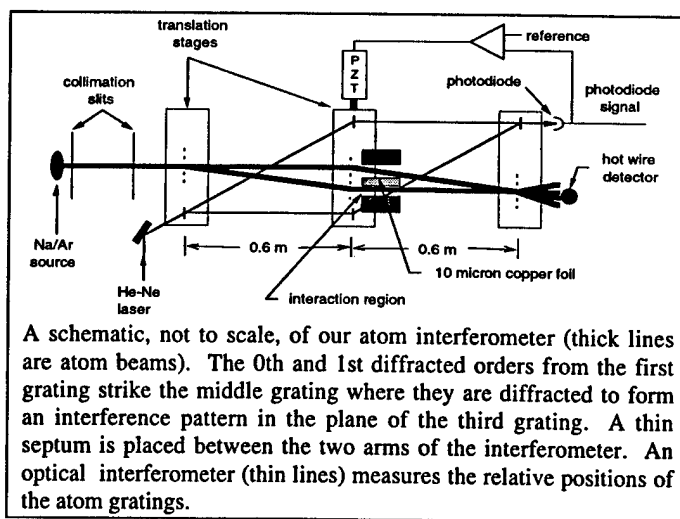 translation
stages
reference
P
Z
T
collimation
slits
photodiode
photodiode
signal
hot wire
detector
0.6 m
0.6 m
Na/Ar
source
10 micron copper foil
He-Ne
laser
interaction region
A schematic, not to scale, of our atom interferometer (thick lines
are atom beams). The 0th and 1st diffracted orders from the first
grating strike the middle grating where they are diffracted to form
an interference pattern in the plane of the third grating. A thin
septum is placed between the two arms of the interferometer. An
optical interferometer (thin lines) measures the relative positions of
the atom gratings.